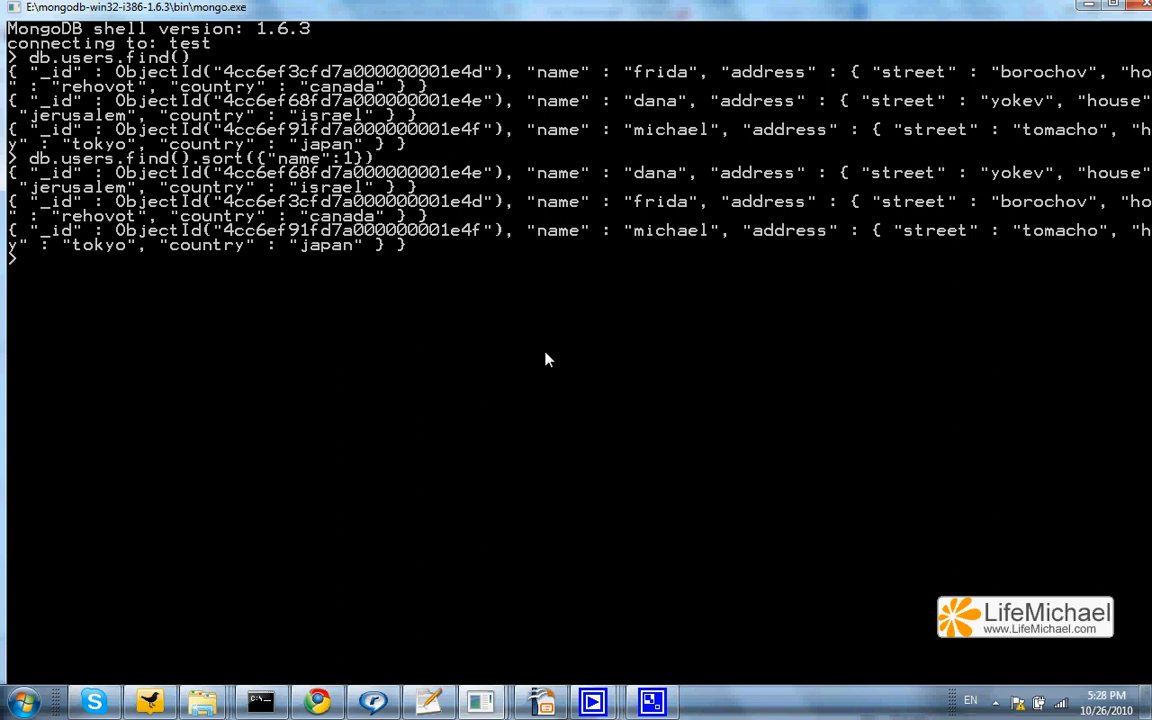 E:\mongodb-win32-i386-1.6.3\bin\mongo.exe
MongoDB shell version: 1.6.3
connecting to: test
> db.users.find()
{ "_id" : ObjectId("4cc6ef3cfd7a000000001e4d"), "name" : "frida", "address" : { "street" : "borochov", "ho
" : "rehovot", "country" : "canada" } }
{ "_id" : ObjectId("4cc6ef68fd7a000000001e4e"), "name" : "dana", "address" : { "street" : "yokev", "house"
"jerusalem", "country" : "israel" } }
{ "_id" : ObjectId("4cc6ef91fd7a000000001e4f"), "name" : "michael", "address" : { "street" : "tomacho", "h
y" : "tokyo", "country" : "japan" } }
> db.users.find().sort({"name":1})
{ "_id" : ObjectId("4cc6ef68fd7a000000001e4e"), "name" : "dana", "address" : { "street" : "yokev", "house"
"jerusalem", "country" : "israel" } }
{ "_id" : ObjectId("4cc6ef3cfd7a000000001e4d"), "name" : "frida", "address" : { "street" : "borochov", "ho
" : "rehovot", "country" : "canada" } }
{ "_id" : ObjectId("4cc6ef91fd7a000000001e4f"), "name" : "michael", "address" : { "street" : "tomacho", "h
y" : "tokyo", "country" : "japan" } }
>
LifeMichael
www.LifeMichael.com
EN
5:28 PM
10/26/2010